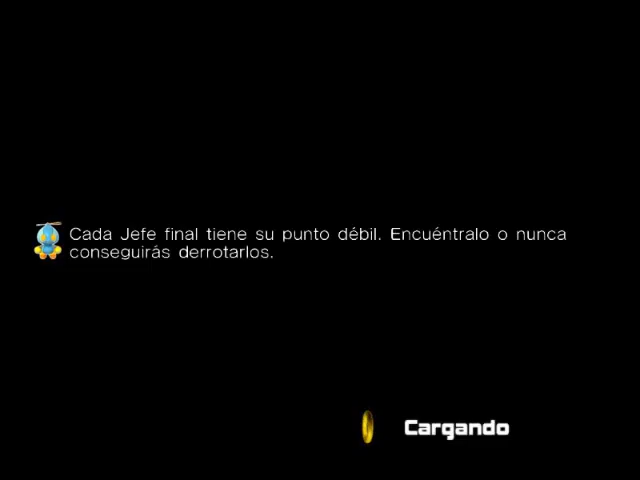 Cada Jefe final tiene su punto débil. Encuéntralo o nunca
conseguirás derrotarlos.
Cargando